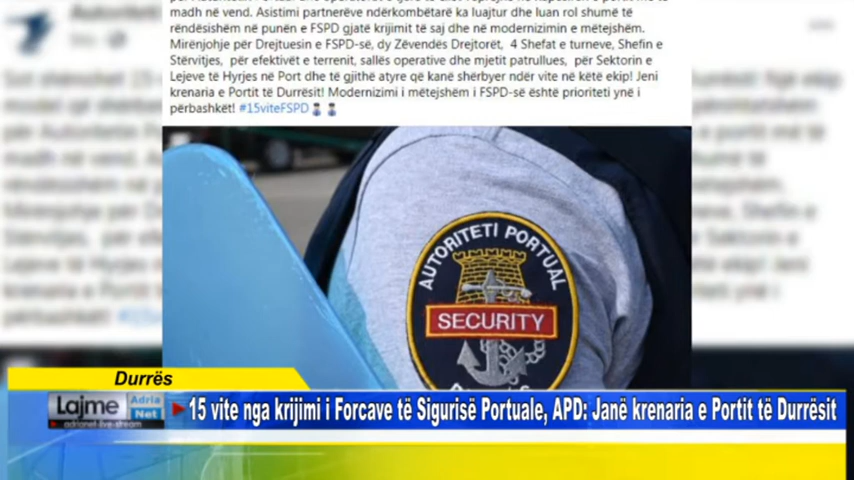 madh në vend. Asistimi partnerëve ndërkombëtarë ka luajtur dhe luan rol shumë të
rëndësishëm në punën e FSPD gjatë krijimit të saj dhe në modernizimin e mëtejshëm.
Mirënjohje për Drejtuesin e FSPD-së, dy Zëvendës Drejtorët, 4 Shefat e turneve, Shefin e
Stërvitjes, për efektivët e terrenit, sallës operative dhe mjetit patrullues, për Sektorin e
Lejeve të Hyrjes në Port dhe të gjithë atyre që kanë shërbyer ndër vite në këtë ekip! Jeni
krenaria e Portit të Durrësit! Modernizimi i mëtejshëm i FSPD-së është prioriteti ynë i
përbashkët! #15viteFSPD
AUTORITETI PORTUAL
SECURITY
Durrës
Lajme Adria Net
adrianet-live-stream
15 vite nga krijimi i Forcave të Sigurisë Portuale, APD: Janë krenaria e Portit të Durrësit